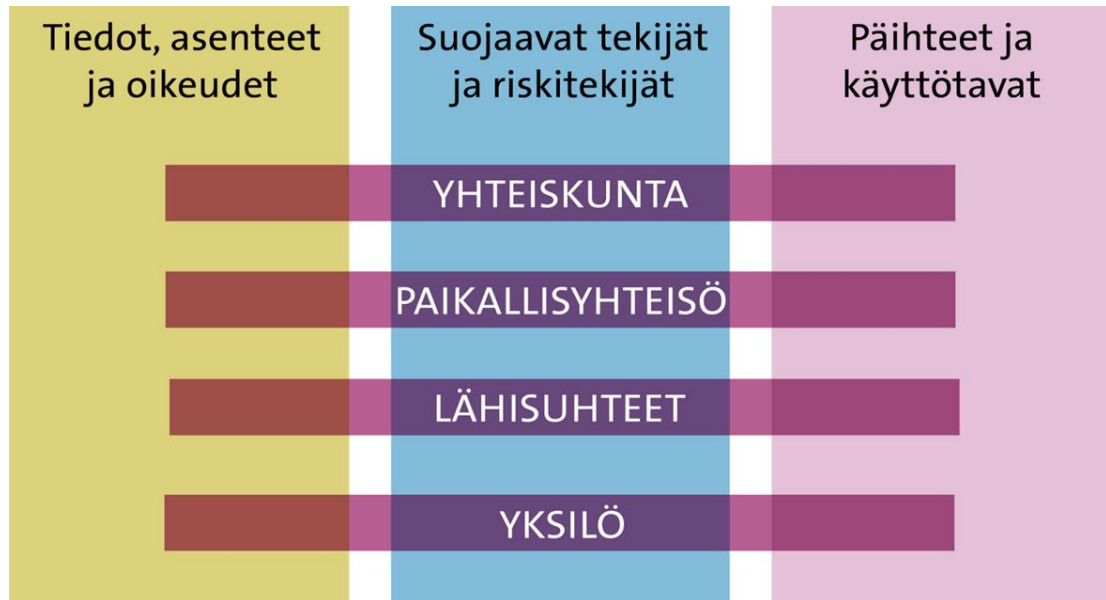 Tiedot, asenteet
ja oikeudet
Suojaavat tekijät
ja riskitekijät
Päihteet ja
käyttötavat
YHTEISKUNTA
PAIKALLISYHTEISÖ
LÄHISUHTEET
YKSILÖ